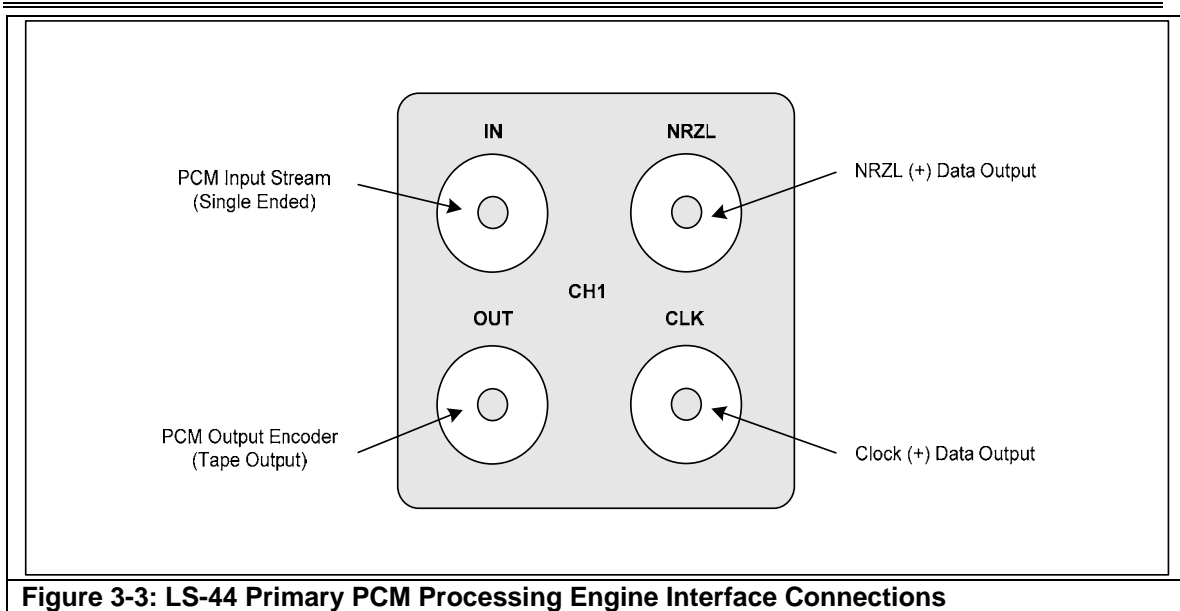 IN
NRZL
PCM Input Stream
(Single Ended)
NRZL (+) Data Output
CH1
OUT
CLK
PCM Output Encoder
(Tape Output)
Clock (+) Data Output
Figure 3-3: LS-44 Primary PCM Processing Engine Interface Connections